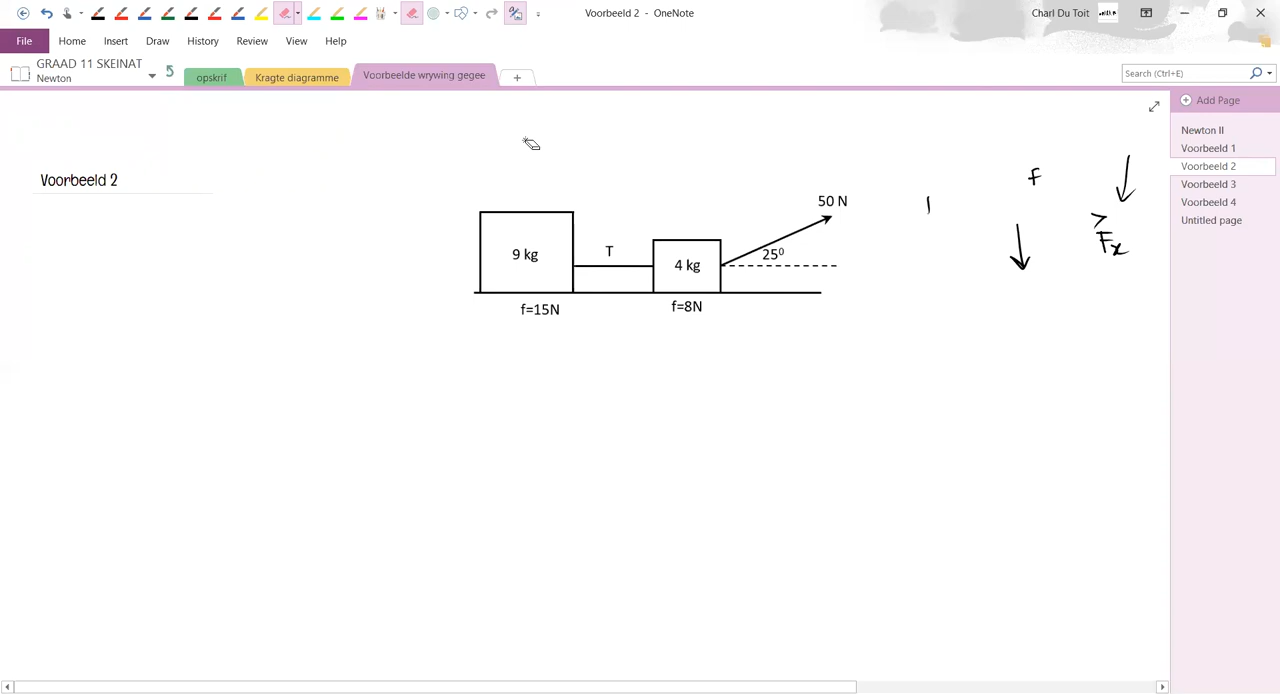 Voorbeeld 2 - OneNote
Charl Du Toit
File Home Insert Draw History Review View Help
GRAAD 11 SKEINAT
Newton
opskrif
Kragte diagramme
Voorbeelde wrywing gegee
+
Search (Ctrl+E)
Add Page
Newton II
Voorbeeld 1
Voorbeeld 2
Voorbeeld 3
Voorbeeld 4
Untitled page
Voorbeeld 2
50 N
9 kg
T
4 kg
25⁰
f=15N
f=8N
F
>
Fx